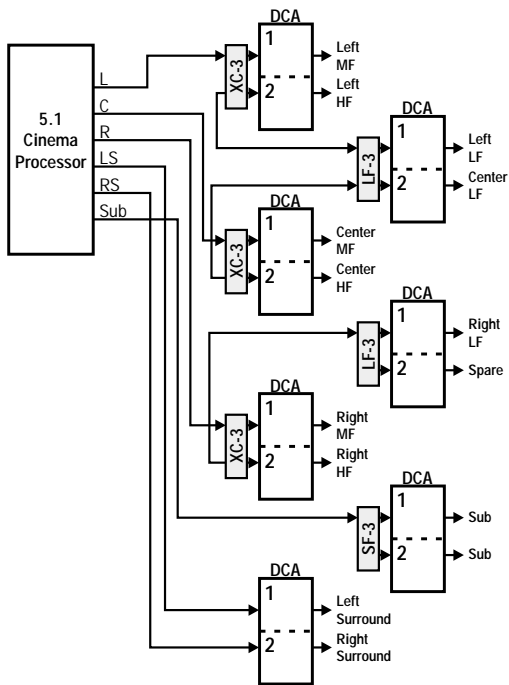 5.1
Cinema
Processor
L
C
R
LS
RS
Sub
DCA
XC-3
1
2
Left
MF
Left
HF
DCA
LF-3
1
2
Left
LF
Center
LF
DCA
XC-3
1
2
Center
MF
Center
HF
DCA
LF-3
1
2
Right
LF
Spare
DCA
XC-3
1
2
Right
MF
Right
HF
DCA
SF-3
1
2
Sub
Sub
DCA
1
2
Left
Surround
Right
Surround